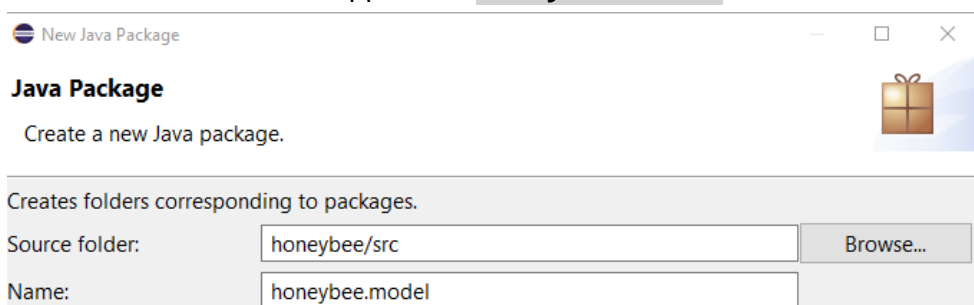 New Java Package
Java Package
Create a new Java package.
Creates folders corresponding to packages.
Source folder: honeybee/src Browse...
Name: honeybee.model